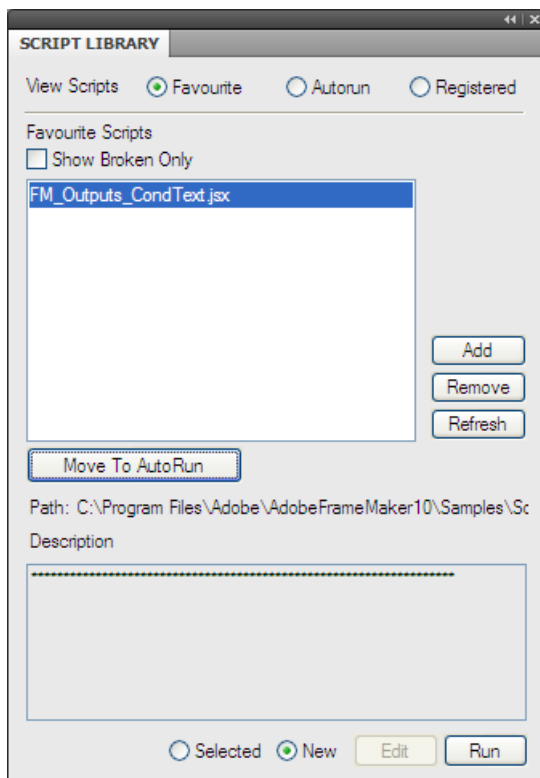 SCRIPT LIBRARY
View Scripts Favourite Autorun Registered
Favourite Scripts
Show Broken Only
FM_Outputs_CondText.jsx
Add
Remove
Refresh
Move To AutoRun
Path: C:\Program Files\Adobe\AdobeFrameMaker10\Samples\Sc
Description
Selected New Edit Run